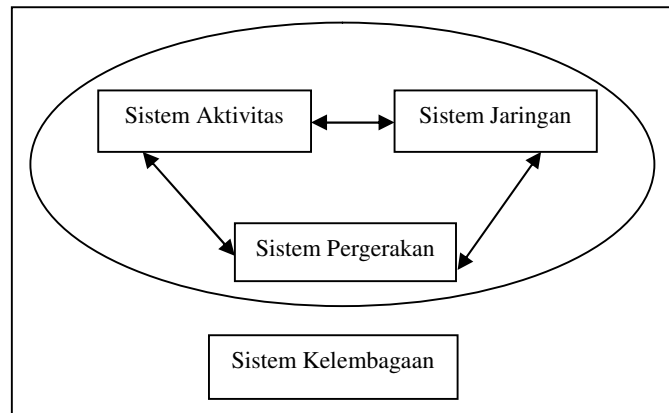 Sistem Aktivitas
Sistem Jaringan
Sistem Pergerakan
Sistem Kelembagaan